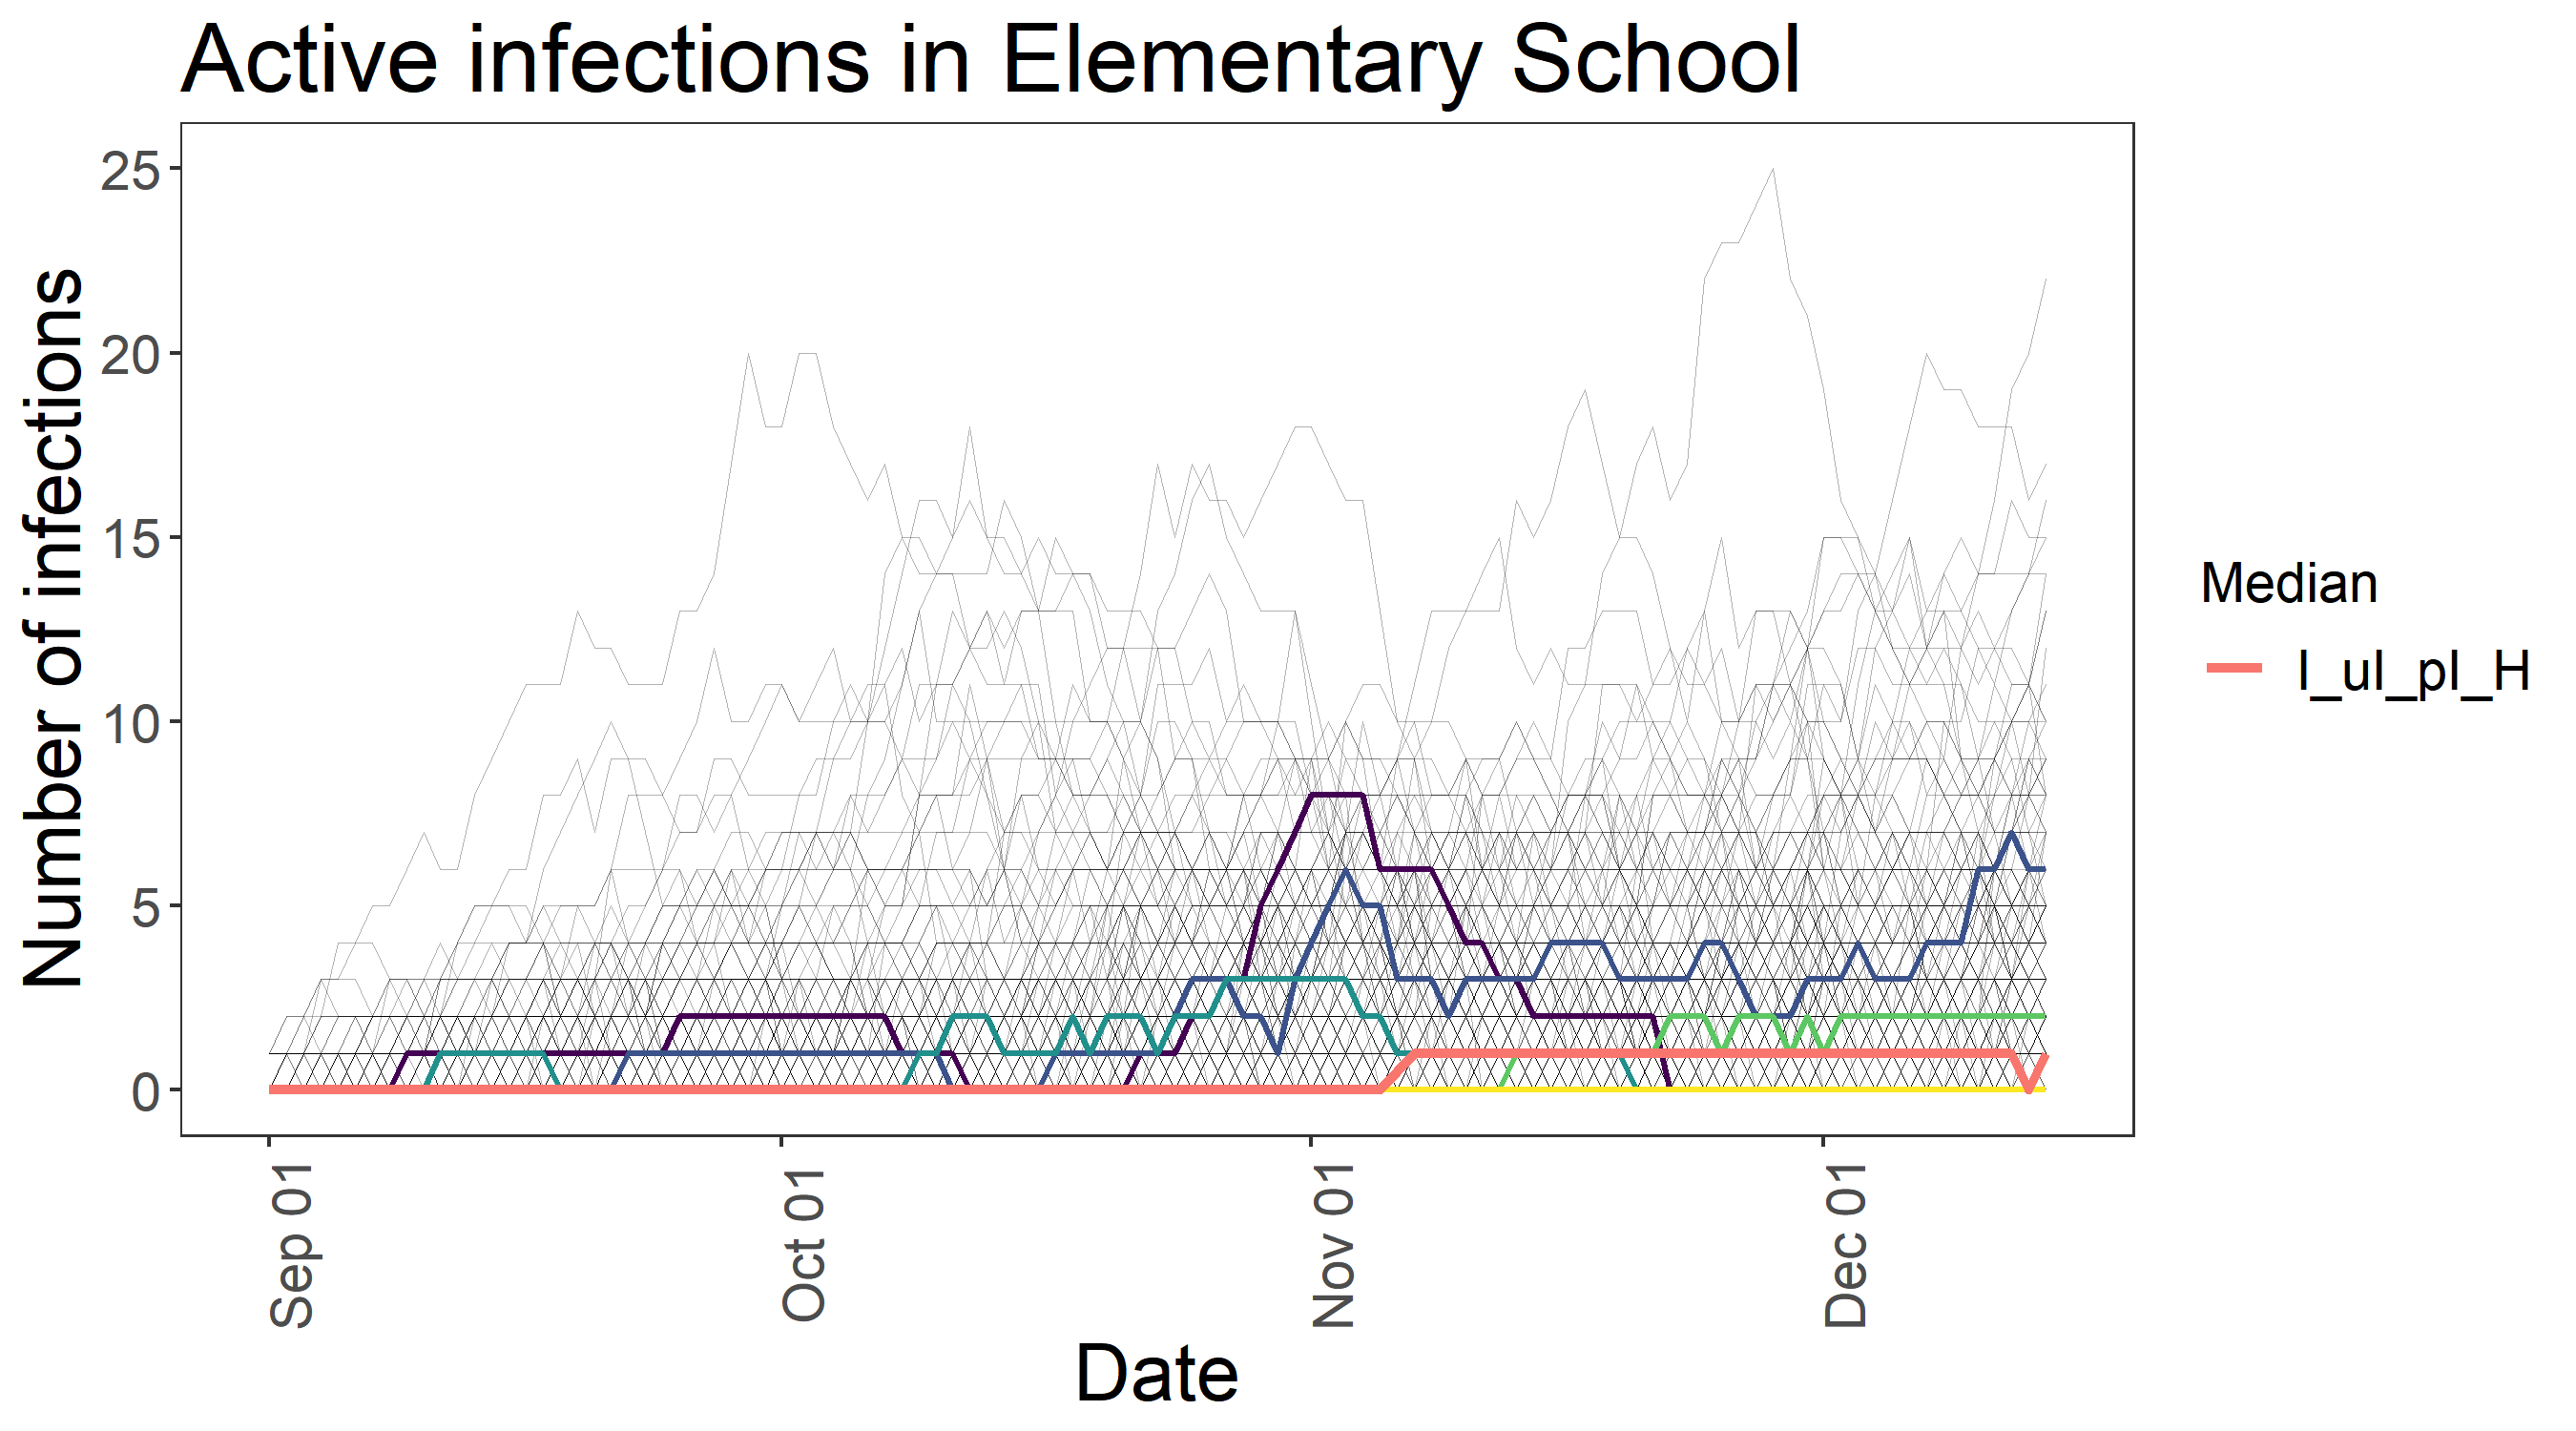 Active infections in Elementary School
Number of infections
25
20
15
10
5
0
Sep 01
Oct 01
Nov 01
Dec 01
Date
Median
I_uI_pI_H